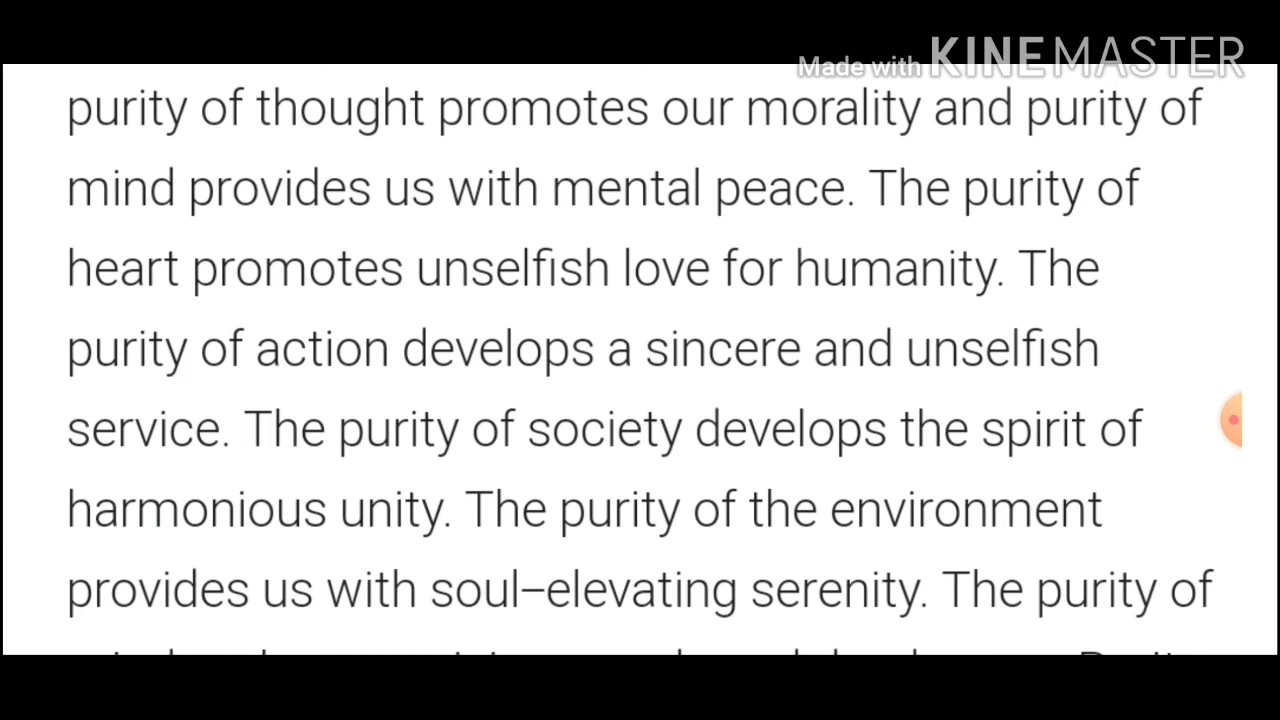 Made with KINEMASTER
purity of thought promotes our morality and purity of
mind provides us with mental peace. The purity of
heart promotes unselfish love for humanity. The
purity of action develops a sincere and unselfish
service. The purity of society develops the spirit of
harmonious unity. The purity of the environment
provides us with soul–elevating serenity. The purity of